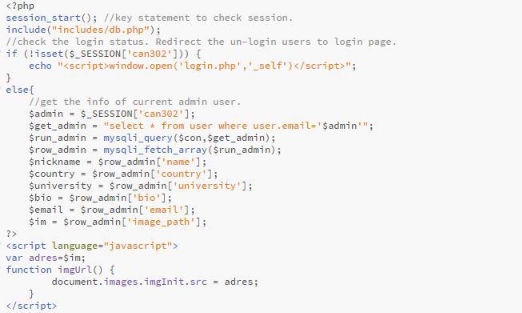 <?php
session_start(); //key statement to check session.
include("includes/db.php");
//check the login status. Redirect the un-login users to login page.
if (!isset($_SESSION['can302'])) {
    echo "<script>window.open('login.php','_self')</script>";
}
else{
    //get the info of current admin user.
    $admin = $_SESSION['can302'];
    $get_admin = "select * from user where user.email='$admin'";
    $run_admin = mysqli_query($con,$get_admin);
    $row_admin = mysqli_fetch_array($run_admin);
    $nickname = $row_admin['name'];
    $country = $row_admin['country'];
    $university = $row_admin['university'];
    $bio = $row_admin['bio'];
    $email = $row_admin['email'];
    $im = $row_admin['image_path'];
?>
<script language="javascript">
var adres=$im;
function imgUrl() {
        document.images.imgInit.src = adres;
    }
</script>